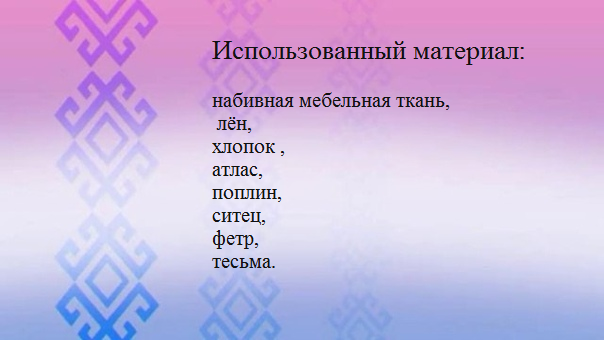 Использованный материал:
набивная мебельная ткань,
лён,
хлопок ,
атлас,
поплин,
ситец,
фетр,
тесьма.